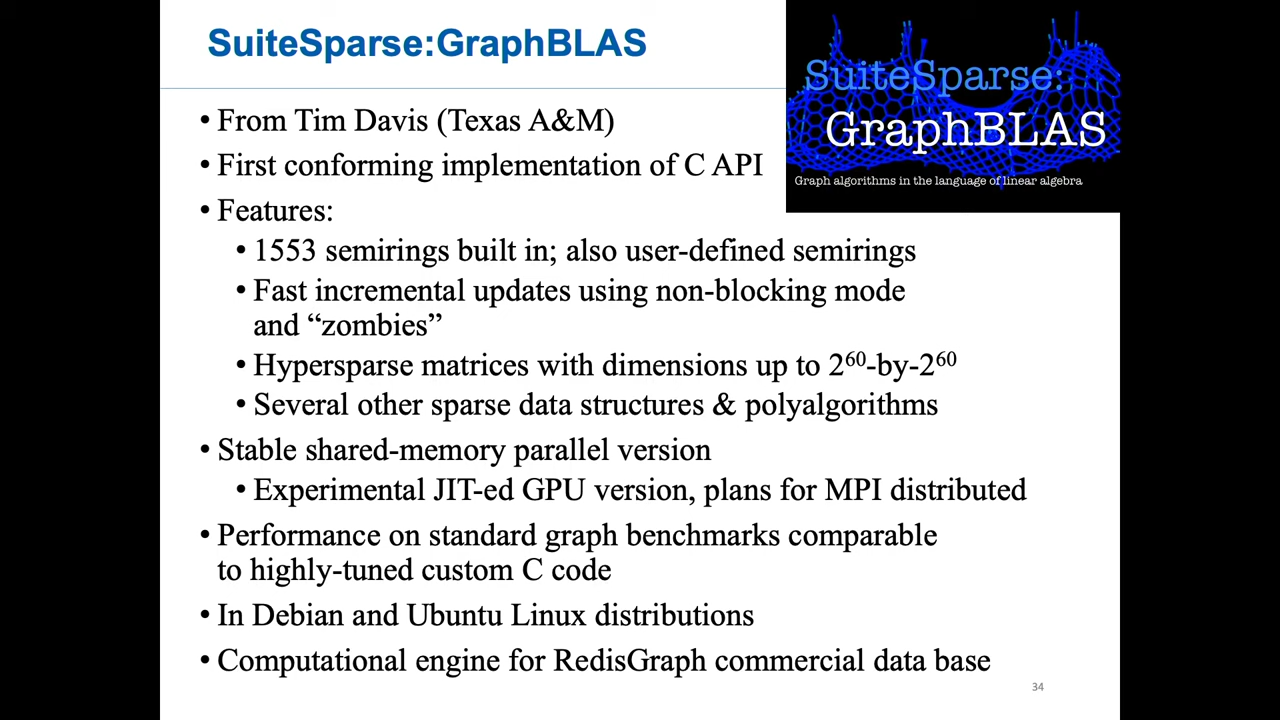 SuiteSparse:GraphBLAS
SuiteSparse:
GraphBLAS
Graph algorithms in the language of linear algebra
• From Tim Davis (Texas A&M)
• First conforming implementation of C API
• Features:
• 1553 semirings built in; also user-defined semirings
• Fast incremental updates using non-blocking mode
and “zombies”
• Hypersparse matrices with dimensions up to 2⁶⁰-by-2⁶⁰
• Several other sparse data structures & polyalgorithms
• Stable shared-memory parallel version
• Experimental JIT-ed GPU version, plans for MPI distributed
• Performance on standard graph benchmarks comparable
to highly-tuned custom C code
• In Debian and Ubuntu Linux distributions
• Computational engine for RedisGraph commercial data base
34